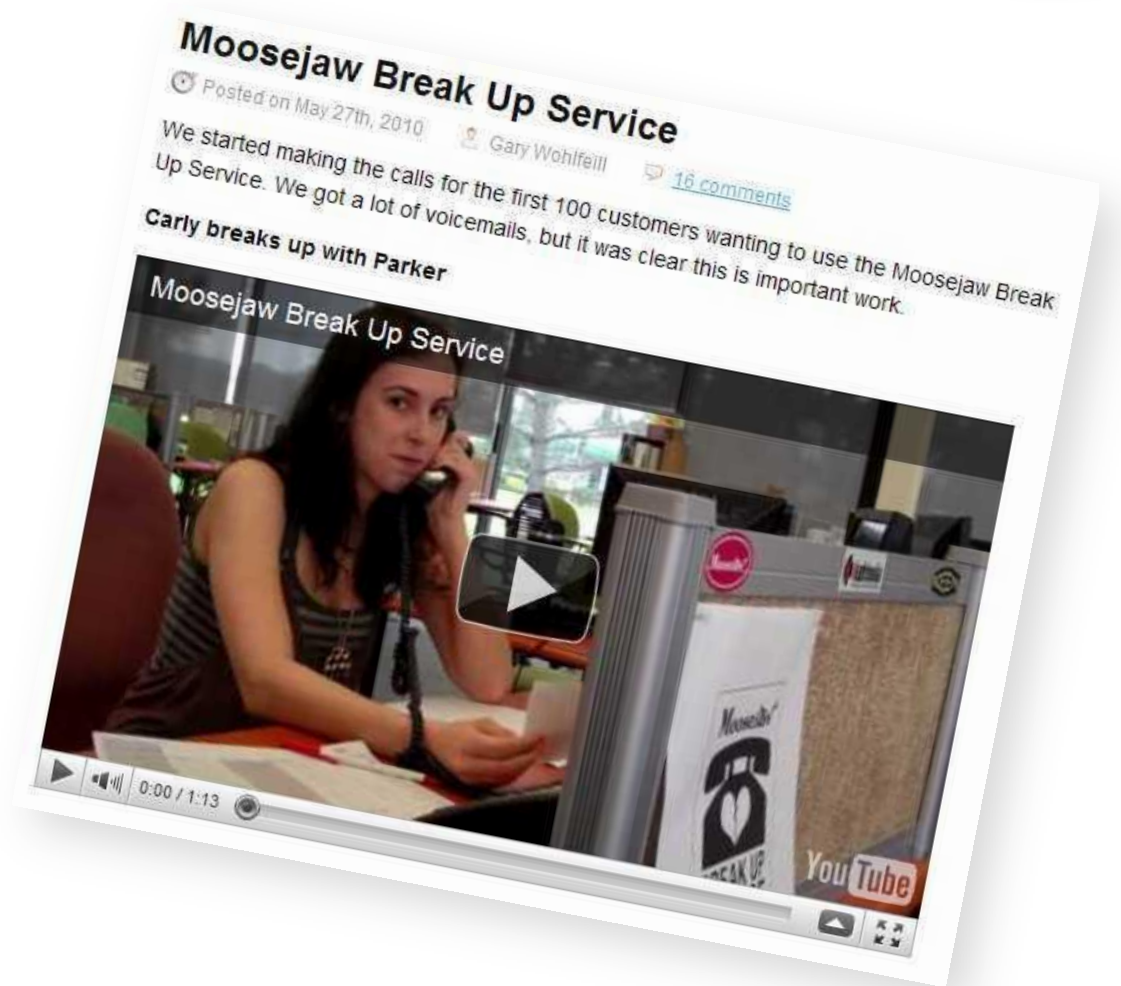 Moosejaw Break Up Service
Posted on May 27th, 2010 Gary Wohlfeill 16 comments
We started making the calls for the first 100 customers wanting to use the Moosejaw Break
Up Service. We got a lot of voicemails, but it was clear this is important work.
Carly breaks up with Parker
Moosejaw Break Up Service
Moosejaw
Moosejaw
BREAK UP
0:00 / 1:13
YouTube